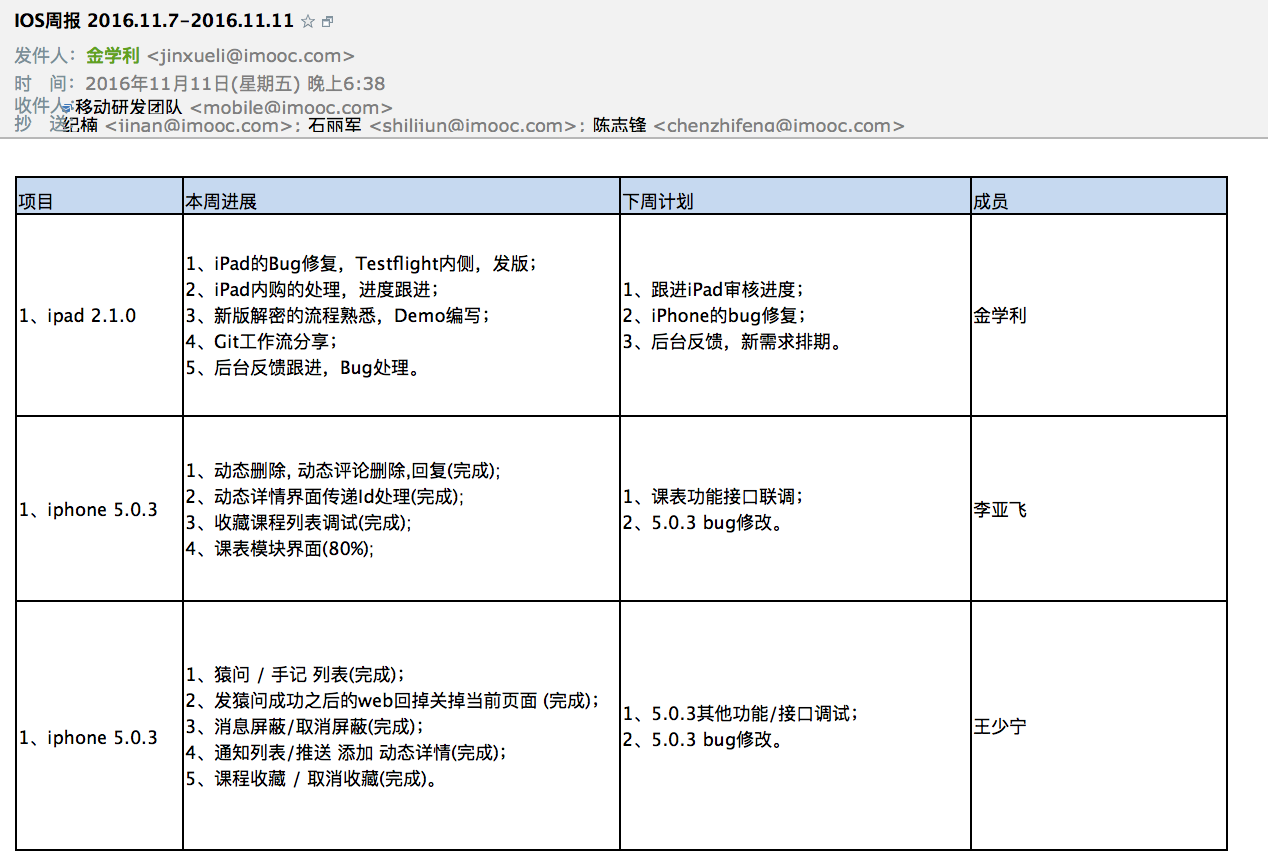 IOS周报 2016.11.7-2016.11.11
发件人：金学利 <jinxueli@imooc.com>
时 间：2016年11月11日(星期五) 晚上6:38
收件人：移动研发团队 <mobile@imooc.com>
抄 送：纪楠 <jinan@imooc.com>; 石丽军 <shilijun@imooc.com>; 陈志锋 <chenzhifeng@imooc.com>
项目 本周进展 下周计划 成员
1、ipad 2.1.0
1、iPad的Bug修复，Testflight内侧，发版；
2、iPad内购的处理，进度跟进；
3、新版解密的流程熟悉，Demo编写；
4、Git工作流分享；
5、后台反馈跟进，Bug处理。
1、跟进iPad审核进度；
2、iPhone的bug修复；
3、后台反馈，新需求排期。
金学利
1、iphone 5.0.3
1、动态删除, 动态评论删除,回复(完成);
2、动态详情界面传递Id处理(完成);
3、收藏课程列表调试(完成);
4、课表模块界面(80%);
1、课表功能接口联调；
2、5.0.3 bug修改。
李亚飞
1、iphone 5.0.3
1、猿问 / 手记 列表(完成)；
2、发猿问成功之后的web回掉关掉当前页面 (完成)；
3、消息屏蔽/取消屏蔽(完成)；
4、通知列表/推送 添加 动态详情(完成)；
5、课程收藏 / 取消收藏(完成)。
1、5.0.3其他功能/接口调试；
2、5.0.3 bug修改。
王少宁